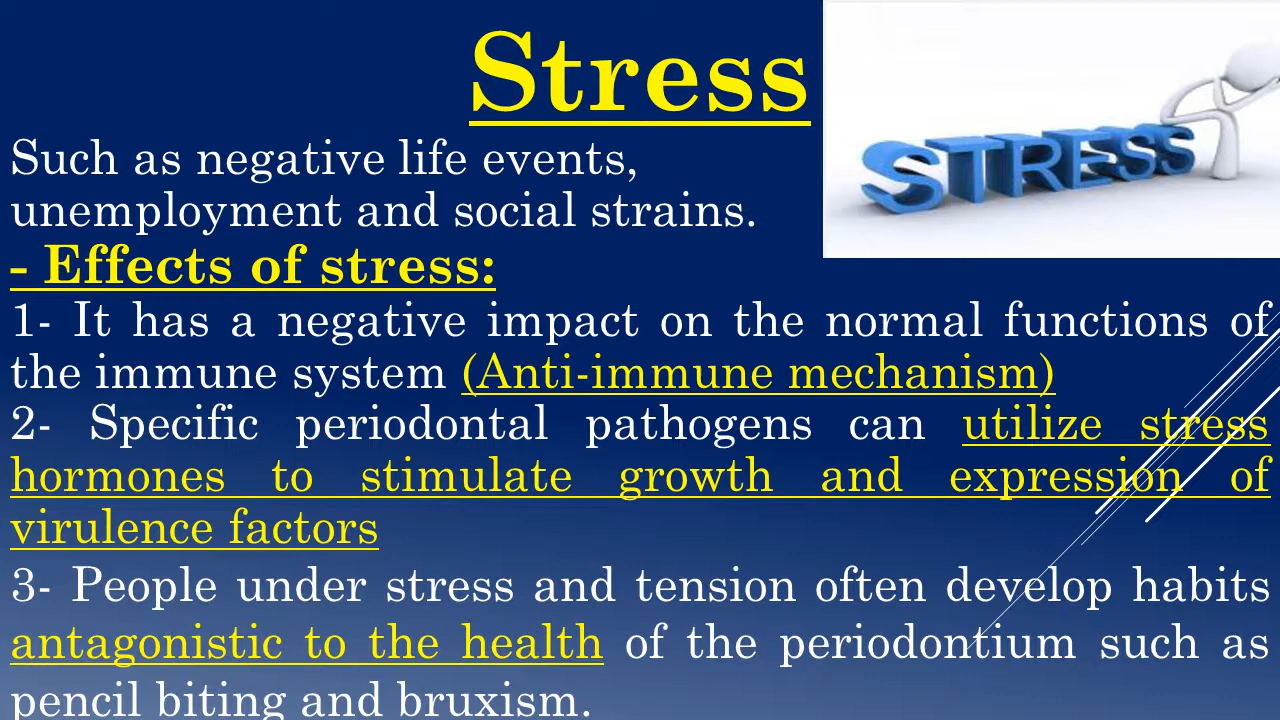 Stress
STRESS
Such as negative life events,
unemployment and social strains.
- Effects of stress:
1- It has a negative impact on the normal functions of
the immune system (Anti-immune mechanism)
2- Specific periodontal pathogens can utilize stress
hormones to stimulate growth and expression of
virulence factors
3- People under stress and tension often develop habits
antagonistic to the health of the periodontium such as
pencil biting and bruxism.